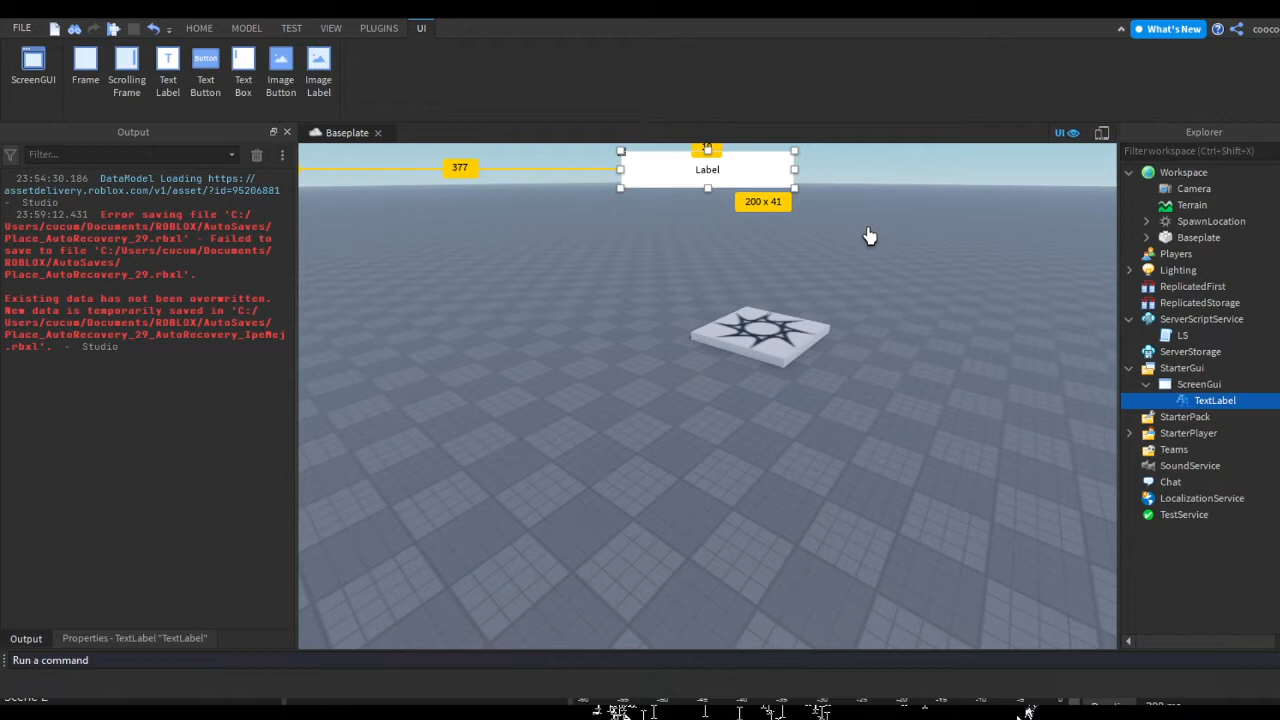 FILE
HOME
MODEL
TEST
VIEW
PLUGINS
UI
What's New
cooco
ScreenGUI
Frame
Scrolling
Frame
Text
Label
Button
Text
Button
Text
Box
Image
Button
Image
Label
Output
Filter...
23:54:30.186 DataModel Loading https://
assetdelivery.roblox.com/v1/asset/?id=95206881
- Studio
23:59:12.431 Error saving file 'C:/
Users/cucum/Documents/ROBLOX/AutoSaves/
Place_AutoRecovery_29.rbxl' - Failed to
save to file 'C:/Users/cucum/Documents/
ROBLOX/AutoSaves/
Place_AutoRecovery_29.rbxl'.
Existing data has not been overwritten.
New data is temporarily saved in 'C:/
Users/cucum/Documents/ROBLOX/AutoSaves/
Place_AutoRecovery_29_AutoRecovery_IpeMej
.rbxl'. - Studio
Output
Properties - TextLabel "TextLabel"
Run a command
Baseplate
UI
377
Label
200 x 41
Explorer
Filter workspace (Ctrl+Shift+X)
Workspace
Camera
Terrain
SpawnLocation
Baseplate
Players
Lighting
ReplicatedFirst
ReplicatedStorage
ServerScriptService
LS
ServerStorage
StarterGui
ScreenGui
TextLabel
StarterPack
StarterPlayer
Teams
SoundService
Chat
LocalizationService
TestService